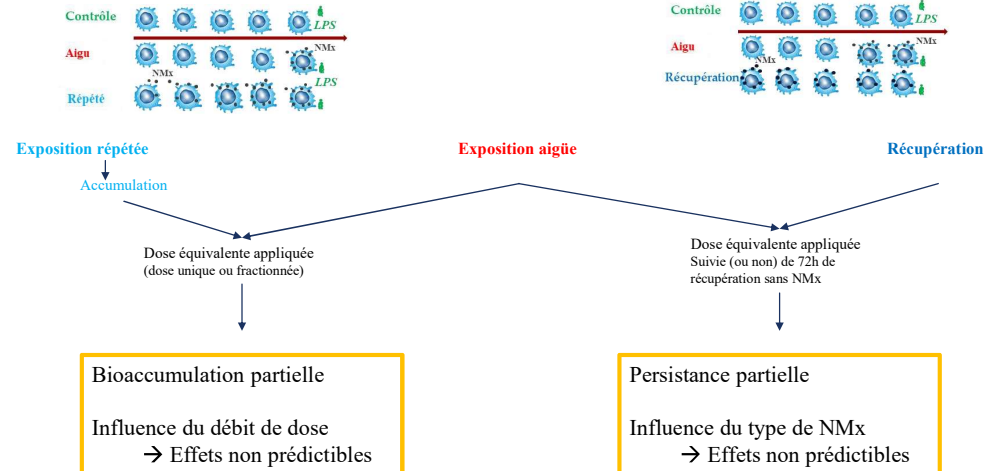 Contrôle
LPS
Aigu
NMx
NMx
LPS
Répété
Contrôle
LPS
Aigu
NMx
NMx
Récupération
Exposition répétée
Exposition aigüe
Récupération
Accumulation
Dose équivalente appliquée
(dose unique ou fractionnée)
Dose équivalente appliquée
Suivie (ou non) de 72h de
récupération sans NMx
Bioaccumulation partielle
Influence du débit de dose
→ Effets non prédictibles
Persistance partielle
Influence du type de NMx
→ Effets non prédictibles